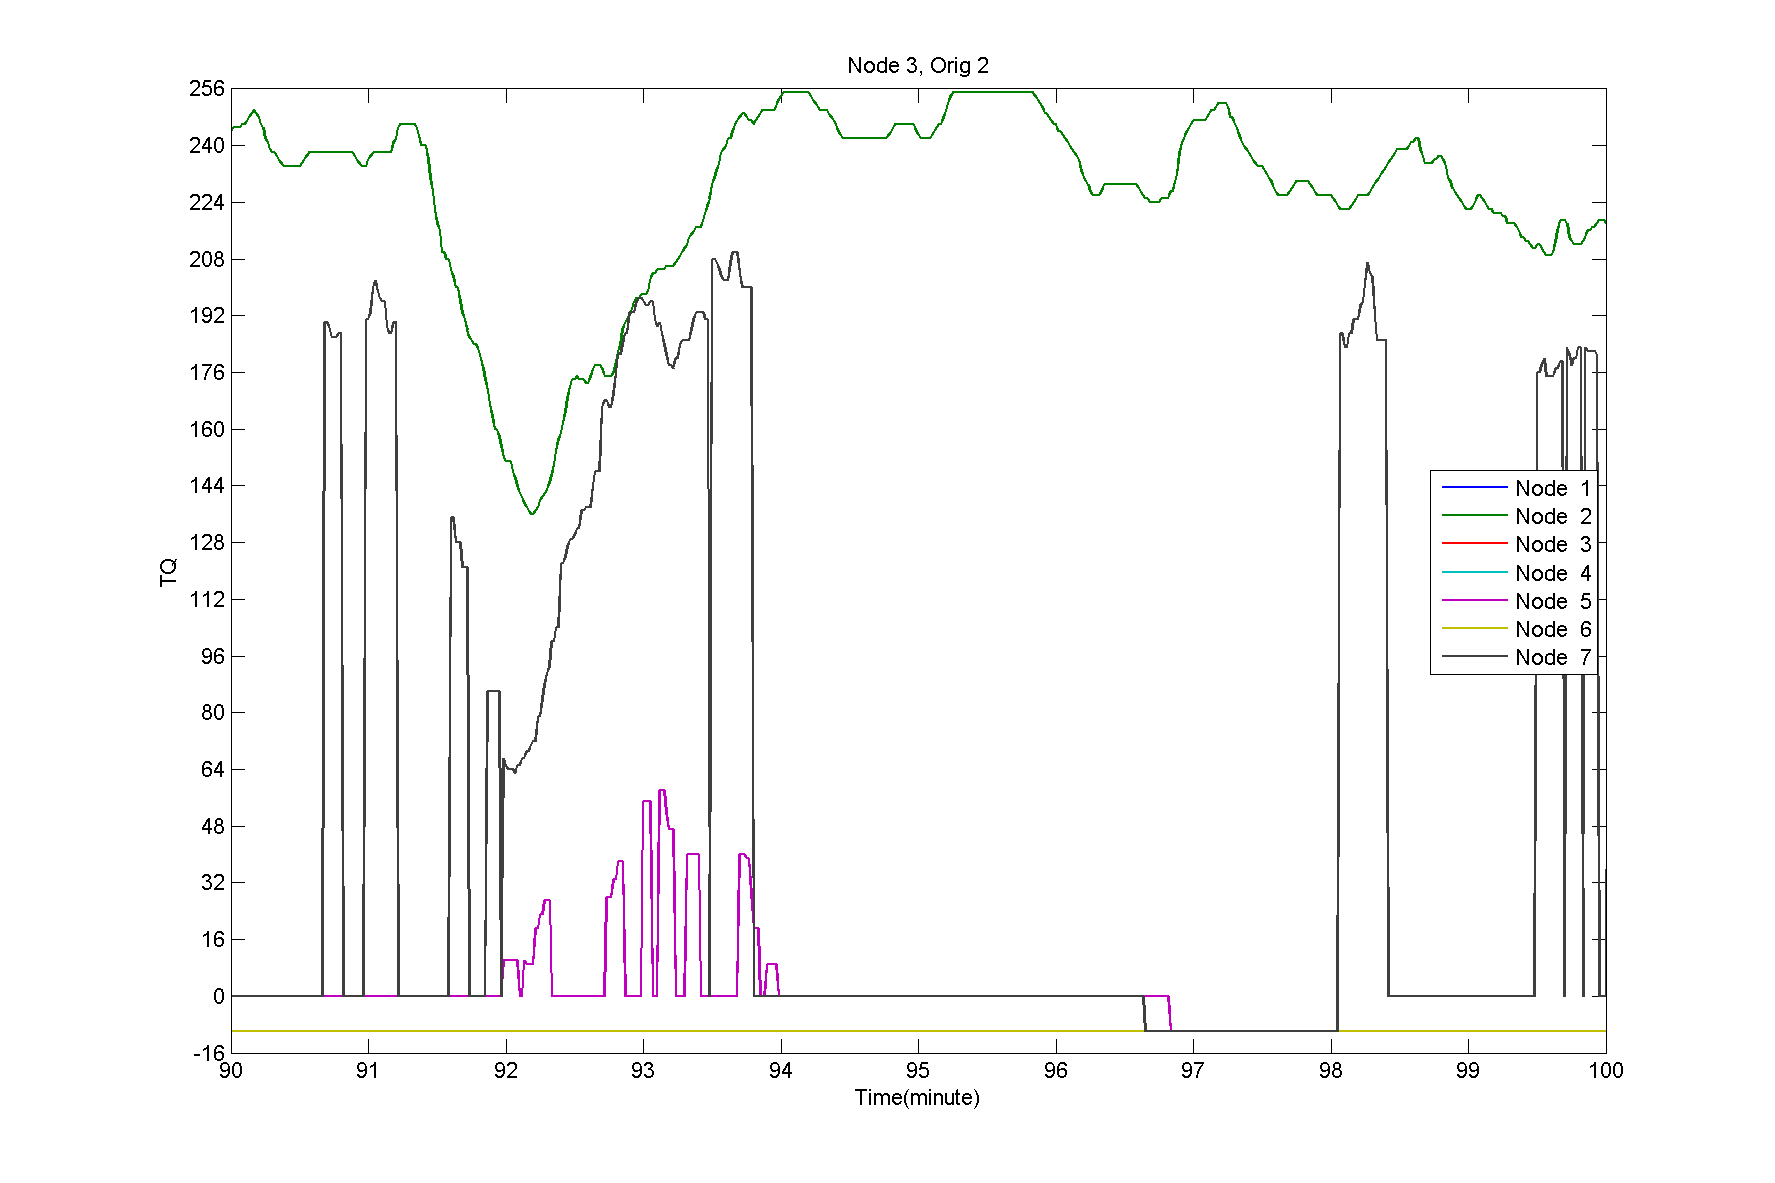 Node 3, Orig 2
256
240
224
208
192
176
160
144
128
112
96
80
64
48
32
16
0
-16
TQ
Node 1
Node 2
Node 3
Node 4
Node 5
Node 6
Node 7
90 91 92 93 94 95 96 97 98 99 100
Time(minute)